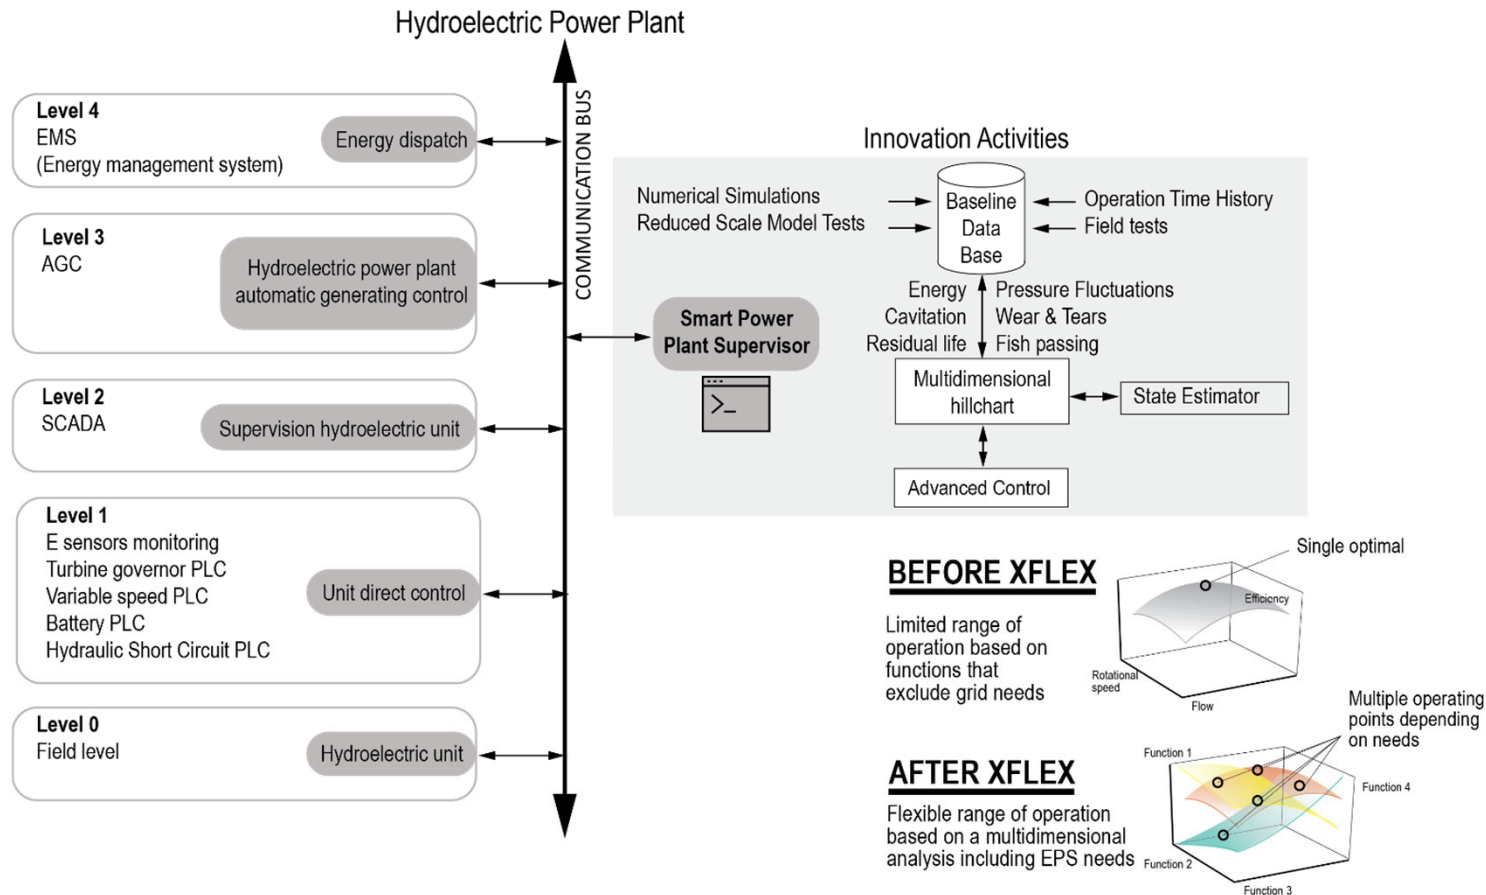 Hydroelectric Power Plant
COMMUNICATION BUS
Level 4
EMS
(Energy management system)
Energy dispatch
Level 3
AGC
Hydroelectric power plant
automatic generating control
Level 2
SCADA
Supervision hydroelectric unit
Level 1
E sensors monitoring
Turbine governor PLC
Variable speed PLC
Battery PLC
Hydraulic Short Circuit PLC
Unit direct control
Level 0
Field level
Hydroelectric unit
Innovation Activities
Numerical Simulations
Reduced Scale Model Tests
Baseline
Data
Base
Operation Time History
Field tests
Energy
Cavitation
Residual life
Pressure Fluctuations
Wear & Tears
Fish passing
Smart Power
Plant Supervisor
>_
Multidimensional
hillchart
State Estimator
Advanced Control
BEFORE XFLEX
Limited range of
operation based on
functions that
exclude grid needs
Single optimal
Efficiency
Rotational
speed
Flow
AFTER XFLEX
Flexible range of operation
based on a multidimensional
analysis including EPS needs
Multiple operating
points depending
on needs
Function 1
Function 4
Function 2
Function 3